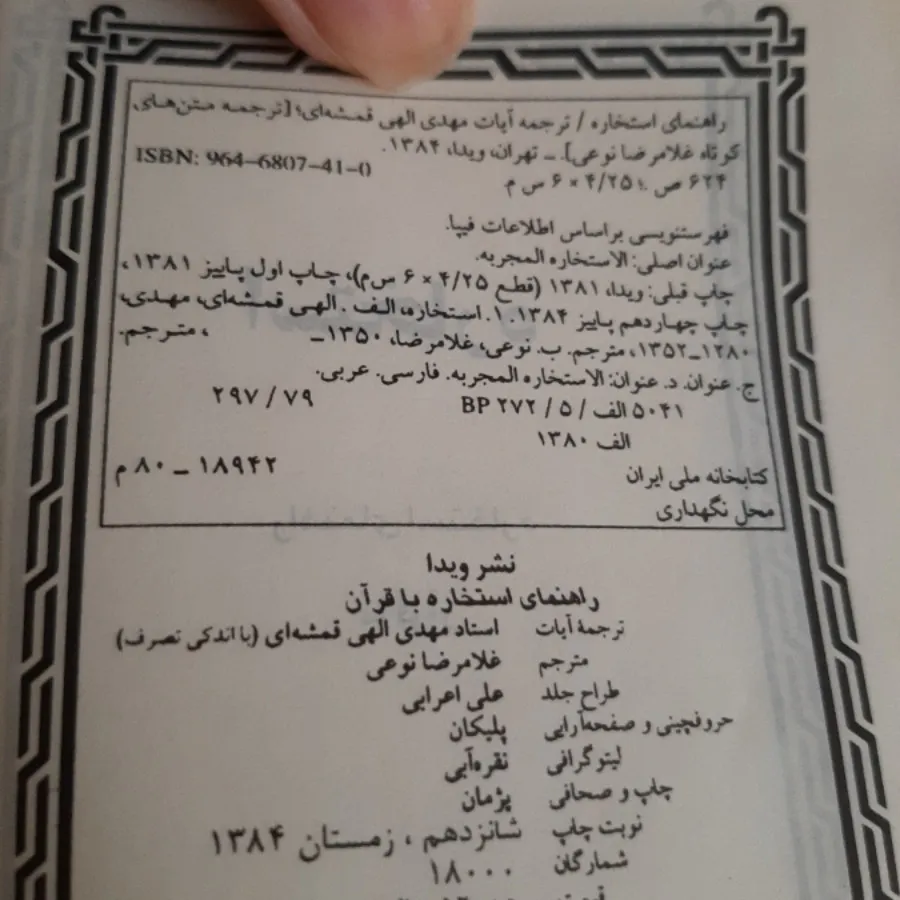 راهنمای استخاره / ترجمه آیات مهدی الهی قمشه‌ای؛ [ترجمه متن‌های
کوتاه غلامرضا نوعی]. ـ تهران، ویدا، ۱۳۸۴.
ISBN: 964-6807-41-0
۶۲۴ ص ؛ ۴/۲۵ × ۶ س م
فهرستنویسی براساس اطلاعات فیپا.
عنوان اصلی: الاستخاره المجربه.
چاپ قبلی: ویدا، ۱۳۸۱ (قطع ۴/۲۵ × ۶ س‌م)، چاپ اول پاییز ۱۳۸۱،
چاپ چهاردهم پاییز ۱۳۸۴. ۱. استخاره، الف . الهی قمشه‌ای، مهدی،
۱۲۸۰ـ۱۳۵۲، مترجم. ب. نوعی، غلامرضا، ۱۳۵۰ـ ، مترجم.
ج. عنوان. د. عنوان: الاستخاره المجربه. فارسی. عربی.
۵۰۴۱ الف / ۵ / ۲۷۲ BP ۲۹۷ / ۷۹
الف ۱۳۸۰
کتابخانه ملی ایران ۱۸۹۴۲ ـ ۸۰ م
محل نگهداری
نشر ویدا
راهنمای استخاره با قرآن
ترجمهٔ آیات استاد مهدی الهی قمشه‌ای (با اندکی تصرف)
مترجم غلامرضا نوعی
طراح جلد علی اعرابی
حروفچینی و صفحه‌آرایی پلیکان
لیتوگرافی نقره‌آبی
چاپ و صحافی پژمان
نوبت چاپ شانزدهم ، زمستان ۱۳۸۴
شمارگان ۱۸۰۰۰